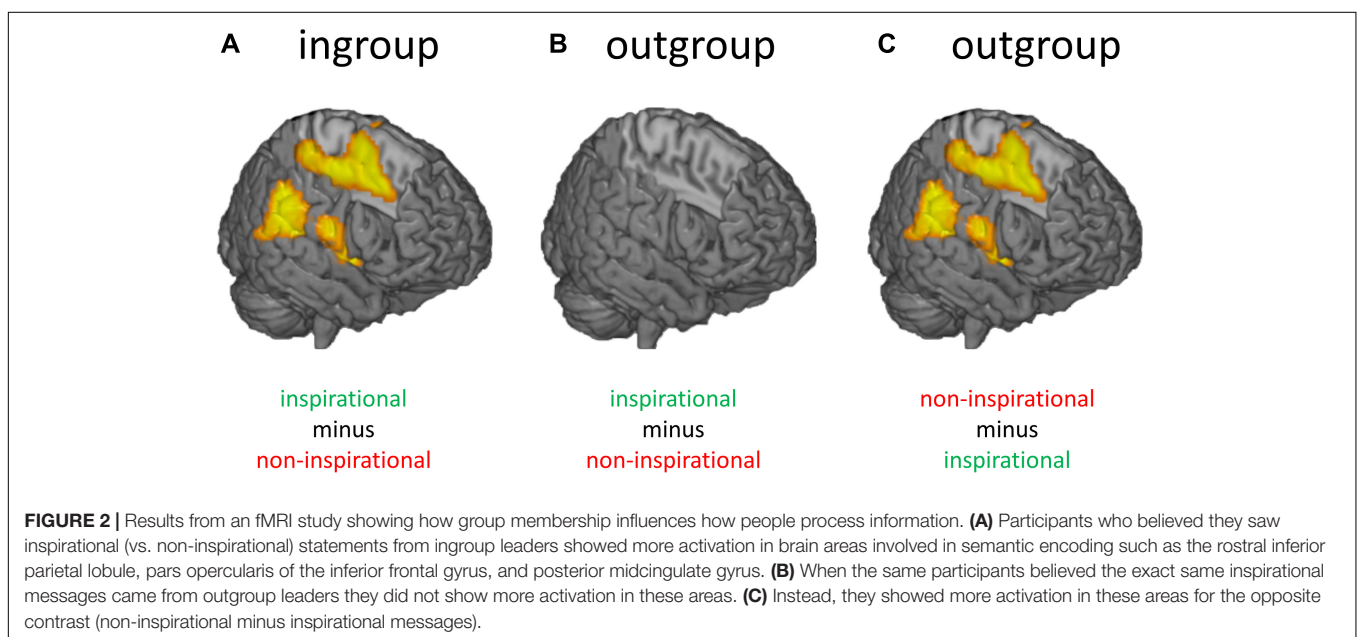 A ingroup
B outgroup
C outgroup
inspirational
minus
non-inspirational
inspirational
minus
non-inspirational
non-inspirational
minus
inspirational
FIGURE 2 | Results from an fMRI study showing how group membership influences how people process information. (A) Participants who believed they saw
inspirational (vs. non-inspirational) statements from ingroup leaders showed more activation in brain areas involved in semantic encoding such as the rostral inferior
parietal lobule, pars opercularis of the inferior frontal gyrus, and posterior midcingulate gyrus. (B) When the same participants believed the exact same inspirational
messages came from outgroup leaders they did not show more activation in these areas. (C) Instead, they showed more activation in these areas for the opposite
contrast (non-inspirational minus inspirational messages).